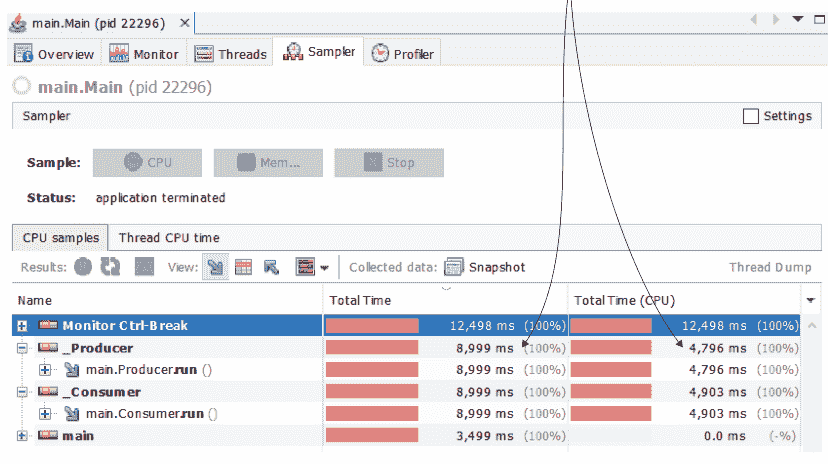 main.Main (pid 22296)
Overview Monitor Threads Sampler Profiler
main.Main (pid 22296)
Sampler Settings
Sample: CPU Mem... Stop
Status: application terminated
CPU samples Thread CPU time
Results: View: Collected data: Snapshot Thread Dump
Name Total Time Total Time (CPU)
Monitor Ctrl-Break 12,498 ms (100%) 12,498 ms (100%)
_Producer 8,999 ms (100%) 4,796 ms (100%)
main.Producer.run () 8,999 ms (100%) 4,796 ms (100%)
_Consumer 8,999 ms (100%) 4,903 ms (100%)
main.Consumer.run () 8,999 ms (100%) 4,903 ms (100%)
main 3,499 ms (100%) 0.0 ms (-%)